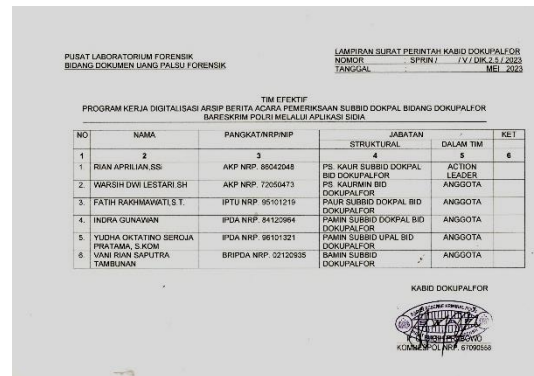 PUSAT LABORATORIUM FORENSIK
BIDANG DOKUMEN UANG PALSU FORENSIK
LAMPIRAN SURAT PERINTAH KABID DOKUPALFOR
NOMOR : SPRIN / / V / DIK.2.5 / 2023
TANGGAL : MEI 2023
TIM EFEKTIF
PROGRAM KERJA DIGITALISASI ARSIP BERITA ACARA PEMERIKSAAN SUBBID DOKPAL BIDANG DOKUPALFOR
BARESKRIM POLRI MELALUI APLIKASI SIDIA
NO NAMA PANGKAT/NRP/NIP JABATAN KET
STRUKTURAL DALAM TIM
1 2 3 4 5 6
1 RIAN APRILIAN,SSi AKP NRP. 86042048 PS. KAUR SUBBID DOKPAL ACTION
BID DOKUPALFOR LEADER
2. WARSIH DWI LESTARI,SH AKP NRP. 72050473 PS. KAURMIN BID ANGGOTA
DOKUPALFOR
3. FATIH RAKHMAWATI,S.T. IPTU NRP. 95101219 PAUR SUBBID DOKPAL BID ANGGOTA
DOKUPALFOR
4. INDRA GUNAWAN IPDA NRP. 84120964 PAMIN SUBBID DOKPAL BID ANGGOTA
DOKUPALFOR
5. YUDHA OKTATINO SEROJA IPDA NRP. 98101321 PAMIN SUBBID UPAL BID ANGGOTA
PRATAMA, S.KOM DOKUPALFOR
6. VANI RIAN SAPUTRA BRIPDA NRP. 02120935 BAMIN SUBBID ANGGOTA
TAMBUNAN DOKUPALFOR
KABID DOKUPALFOR
KOMBESPOL NRP. 67090558